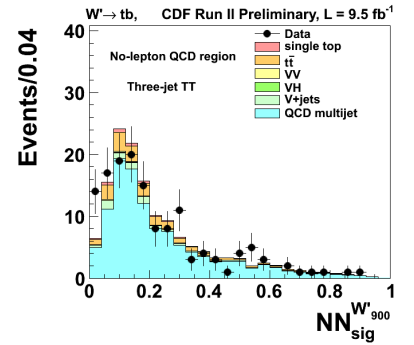 W'→ tb, CDF Run II Preliminary, L = 9.5 fb⁻¹
Events/0.04
40
30
20
10
0
No-lepton QCD region
Three-jet TT
Data
single top
tt̄
VV
VH
V+jets
QCD multijet
0 0.2 0.4 0.6 0.8 1
NN_sig^W'900